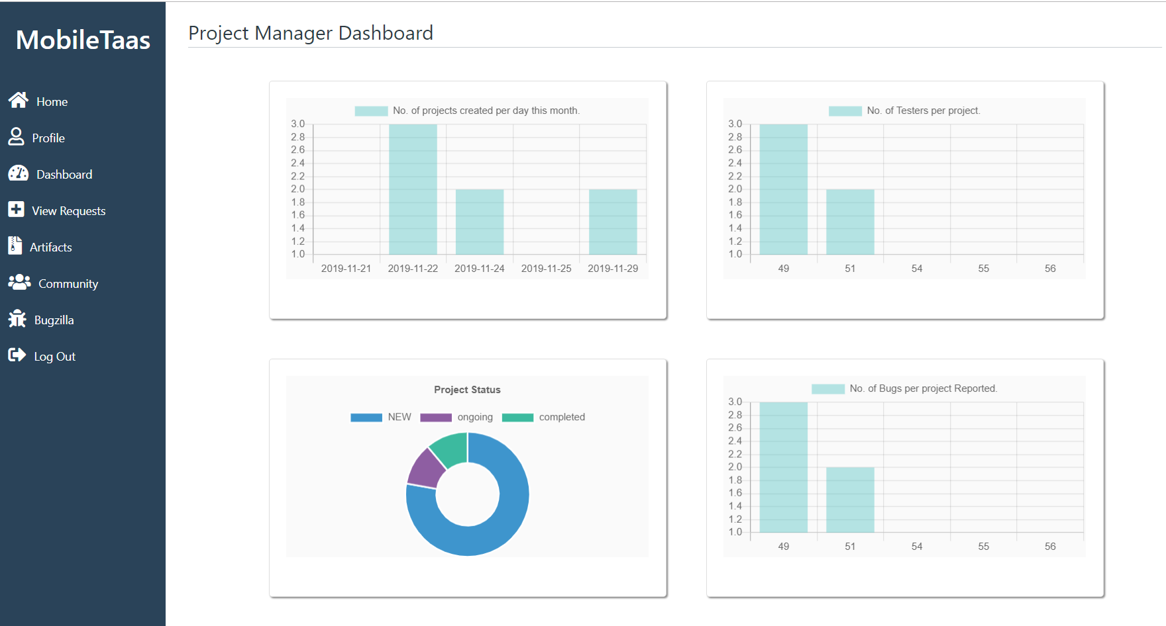 MobileTaas
Home
Profile
Dashboard
View Requests
Artifacts
Community
Bugzilla
Log Out
Project Manager Dashboard
No. of projects created per day this month.
3.0
2.8
2.6
2.4
2.2
2.0
1.8
1.6
1.4
1.2
1.0
2019-11-21 2019-11-22 2019-11-24 2019-11-25 2019-11-29
No. of Testers per project.
3.0
2.8
2.6
2.4
2.2
2.0
1.8
1.6
1.4
1.2
1.0
49 51 54 55 56
Project Status
NEW ongoing completed
No. of Bugs per project Reported.
3.0
2.8
2.6
2.4
2.2
2.0
1.8
1.6
1.4
1.2
1.0
49 51 54 55 56